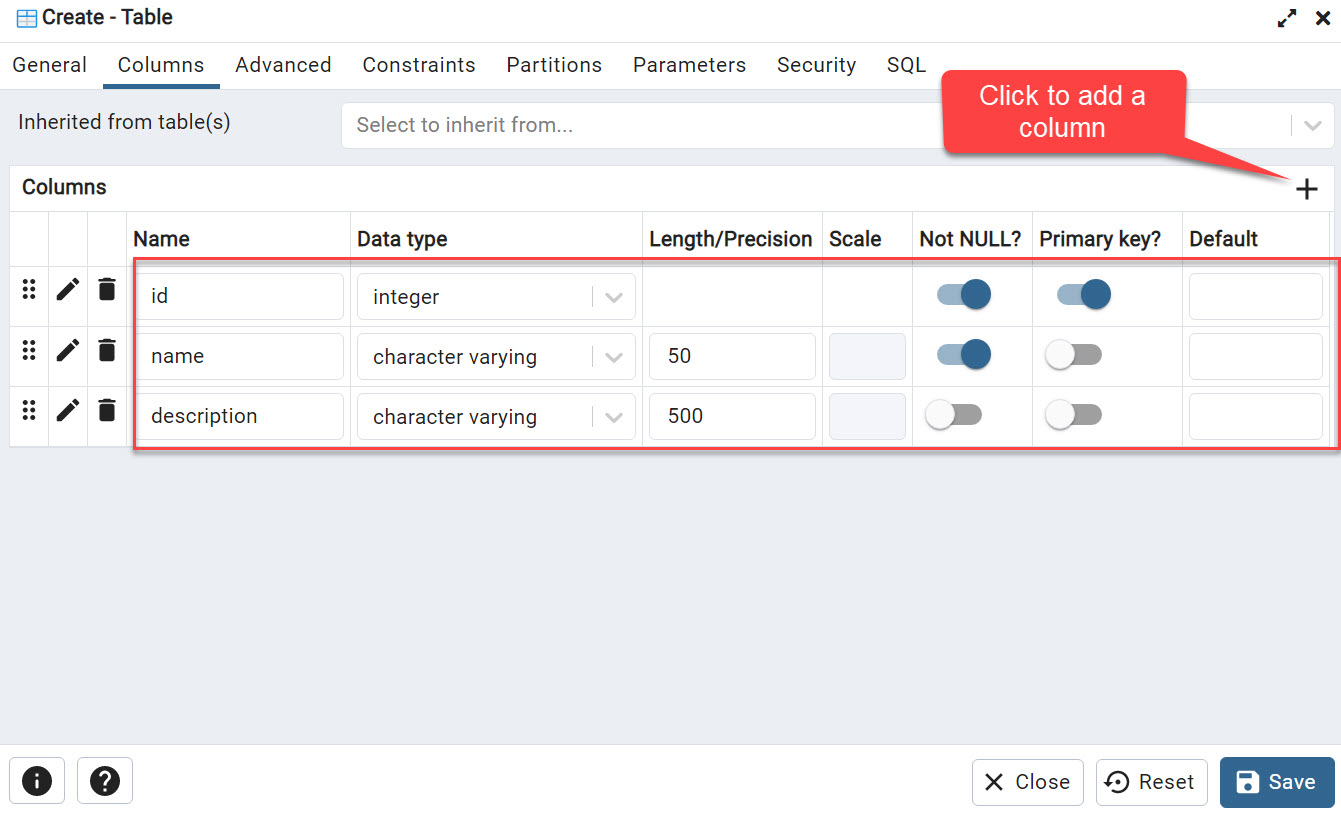 Create - Table
General Columns Advanced Constraints Partitions Parameters Security SQL
Click to add a
column
Inherited from table(s) Select to inherit from...
Columns
Name Data type Length/Precision Scale Not NULL? Primary key? Default
id integer
name character varying 50
description character varying 500
Close Reset Save